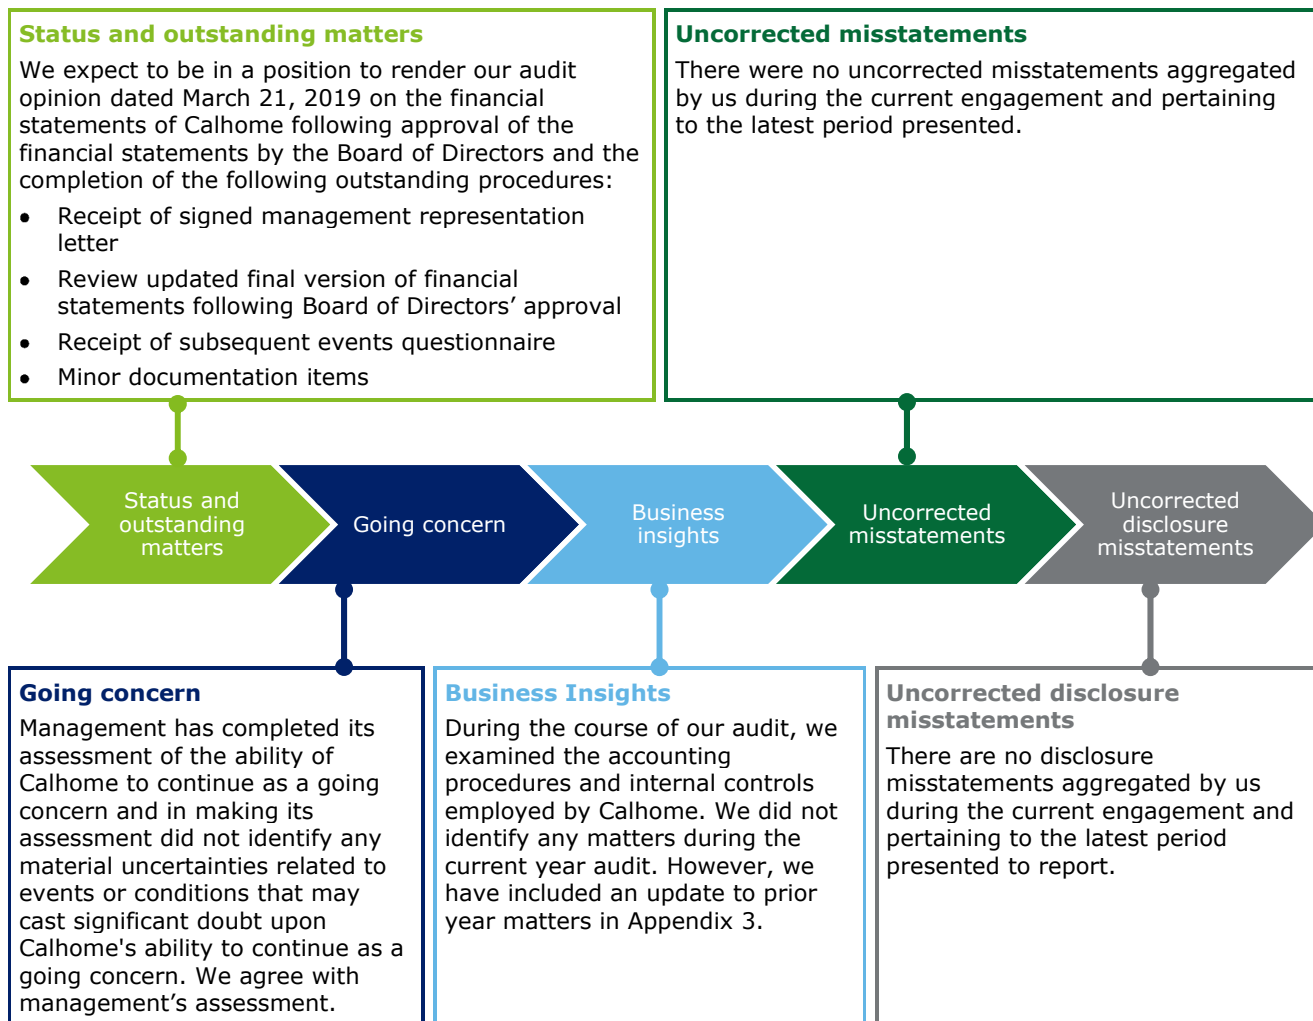 Status and outstanding matters
We expect to be in a position to render our audit
opinion dated March 21, 2019 on the financial
statements of Calhome following approval of the
financial statements by the Board of Directors and the
completion of the following outstanding procedures:
• Receipt of signed management representation
letter
• Review updated final version of financial
statements following Board of Directors’ approval
• Receipt of subsequent events questionnaire
• Minor documentation items
Uncorrected misstatements
There were no uncorrected misstatements aggregated
by us during the current engagement and pertaining
to the latest period presented.
Status and
outstanding
matters
Going concern
Business
insights
Uncorrected
misstatements
Uncorrected
disclosure
misstatements
Going concern
Management has completed its
assessment of the ability of
Calhome to continue as a going
concern and in making its
assessment did not identify any
material uncertainties related to
events or conditions that may
cast significant doubt upon
Calhome's ability to continue as a
going concern. We agree with
management’s assessment.
Business Insights
During the course of our audit, we
examined the accounting
procedures and internal controls
employed by Calhome. We did not
identify any matters during the
current year audit. However, we
have included an update to prior
year matters in Appendix 3.
Uncorrected disclosure
misstatements
There are no disclosure
misstatements aggregated by us
during the current engagement and
pertaining to the latest period
presented to report.